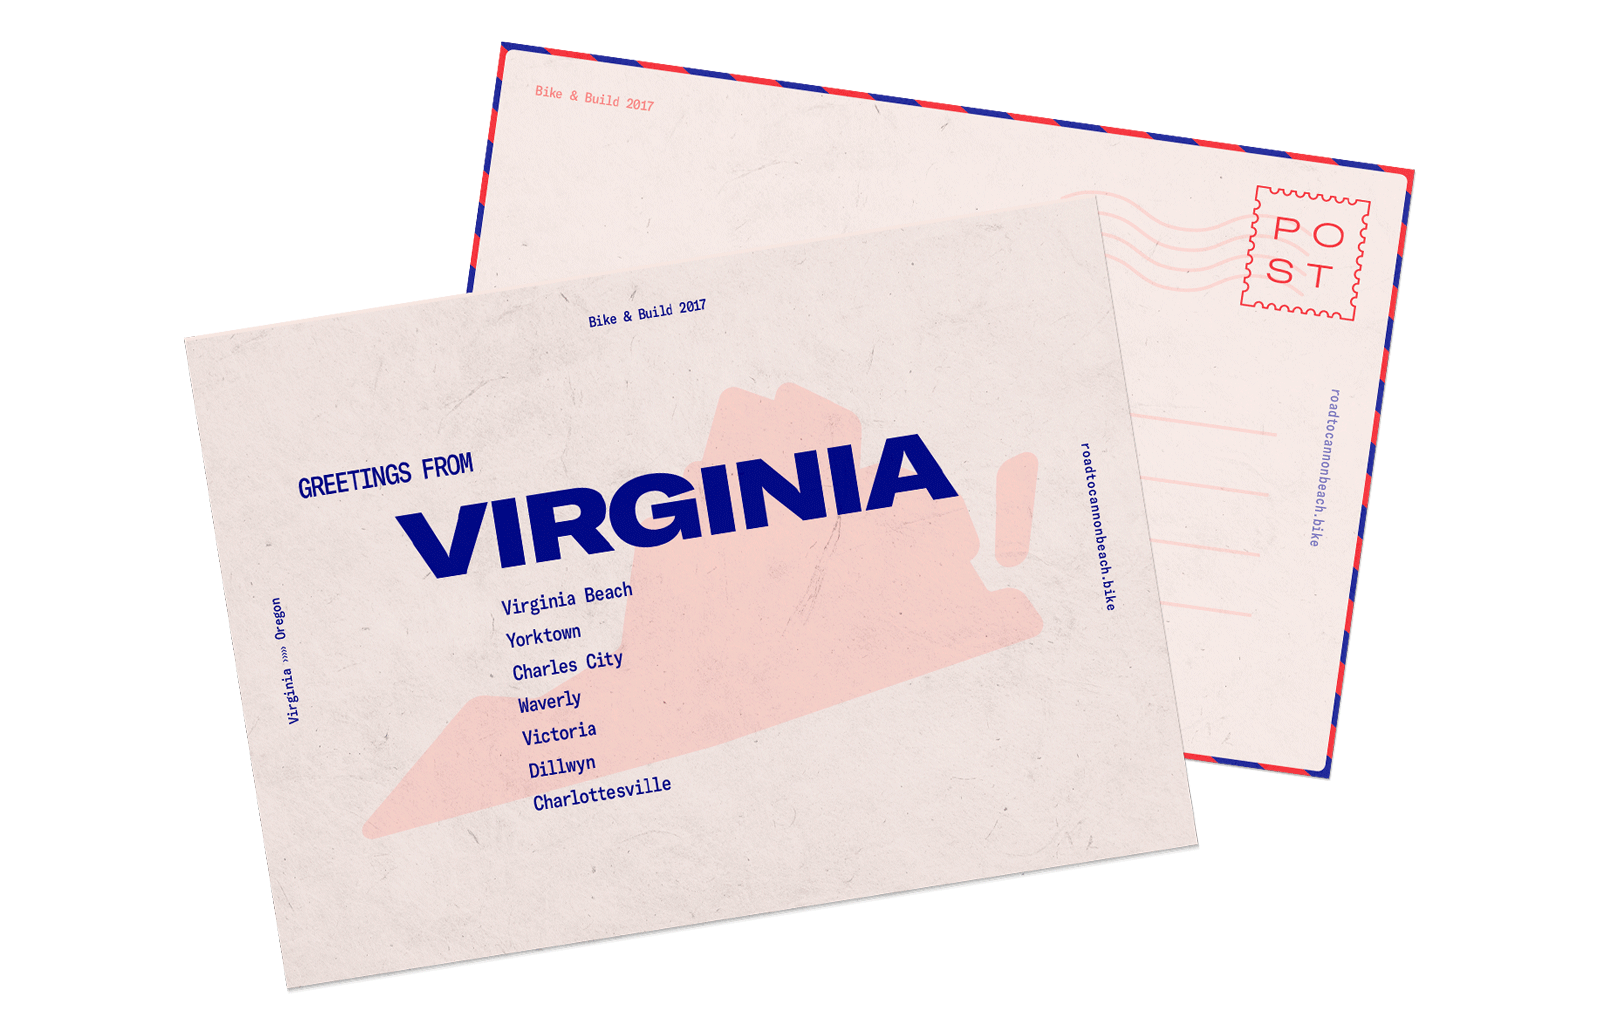 Bike & Build 2017
PO
ST
roadtocannonbeach.bike
Bike & Build 2017
GREETINGS FROM
VIRGINIA
Virginia Beach
Yorktown
Charles City
Waverly
Victoria
Dillwyn
Charlottesville
Virginia »»› Oregon
roadtocannonbeach.bike